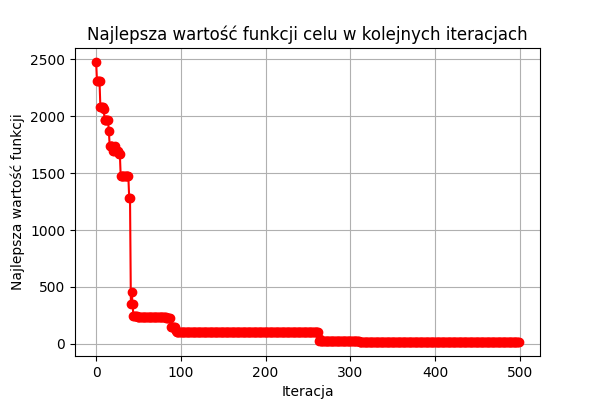 Najlepsza wartość funkcji celu w kolejnych iteracjach
Najlepsza wartość funkcji
2500
2000
1500
1000
500
0
0 100 200 300 400 500
Iteracja